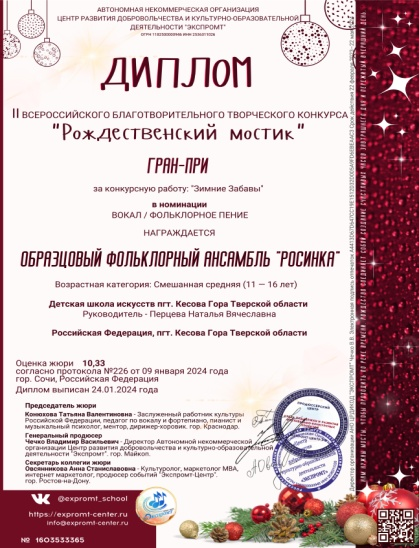 АВТОНОМНАЯ НЕКОММЕРЧЕСКАЯ ОРГАНИЗАЦИЯ
ЦЕНТР РАЗВИТИЯ ДОБРОВОЛЬЧЕСТВА И КУЛЬТУРНО-ОБРАЗОВАТЕЛЬНОЙ
ДЕЯТЕЛЬНОСТИ "ЭКСПРОМТ"
ДИПЛОМ
II ВСЕРОССИЙСКОГО БЛАГОТВОРИТЕЛЬНОГО ТВОРЧЕСКОГО КОНКУРСА
"Рождественский мостик"
ГРАН-ПРИ
за конкурсную работу: "Зимние Забавы"
в номинации
ВОКАЛ / ФОЛЬКЛОРНОЕ ПЕНИЕ
НАГРАЖДАЕТСЯ
ОБРАЗЦОВЫЙ ФОЛЬКЛОРНЫЙ АНСАМБЛЬ "РОСИНКА"
Возрастная категория: Смешанная средняя (11 — 16 лет)
Детская школа искусств пгт. Кесова Гора Тверской области
Руководитель - Перцева Наталья Вячеславна
Российская Федерация, пгт. Кесова Гора Тверской области
Оценка жюри 10,33
согласно протокола №226 от 09 января 2024 года
гор. Сочи, Российская Федерация
Диплом выписан 24.01.2024 года
Председатель жюри
Конюхова Татьяна Валентиновна - Заслуженный работник культуры
Российской Федерации, педагог по вокалу и фортепиано, пианист и
музыкальный психолог, ментор, дирижер-хоровик. гор. Краснодар.
Генеральный продюсер
Чечко Владимир Васильевич - Директор Автономной некоммерческой
организации Центр развития добровольчества и культурно-образовательной
деятельности "Экспромт". гор. Майкоп.
Секретарь коллегии жюри
Овсянникова Анна Станиславовна - Культуролог, маркетолог МВА,
интернет маркетолог, продюсер событий "Экспромт-Центр".
гор. Ростов-на-Дону.
@expromt_school
https://expromt-center.ru
info@expromt-center.ru
№ 1603533365